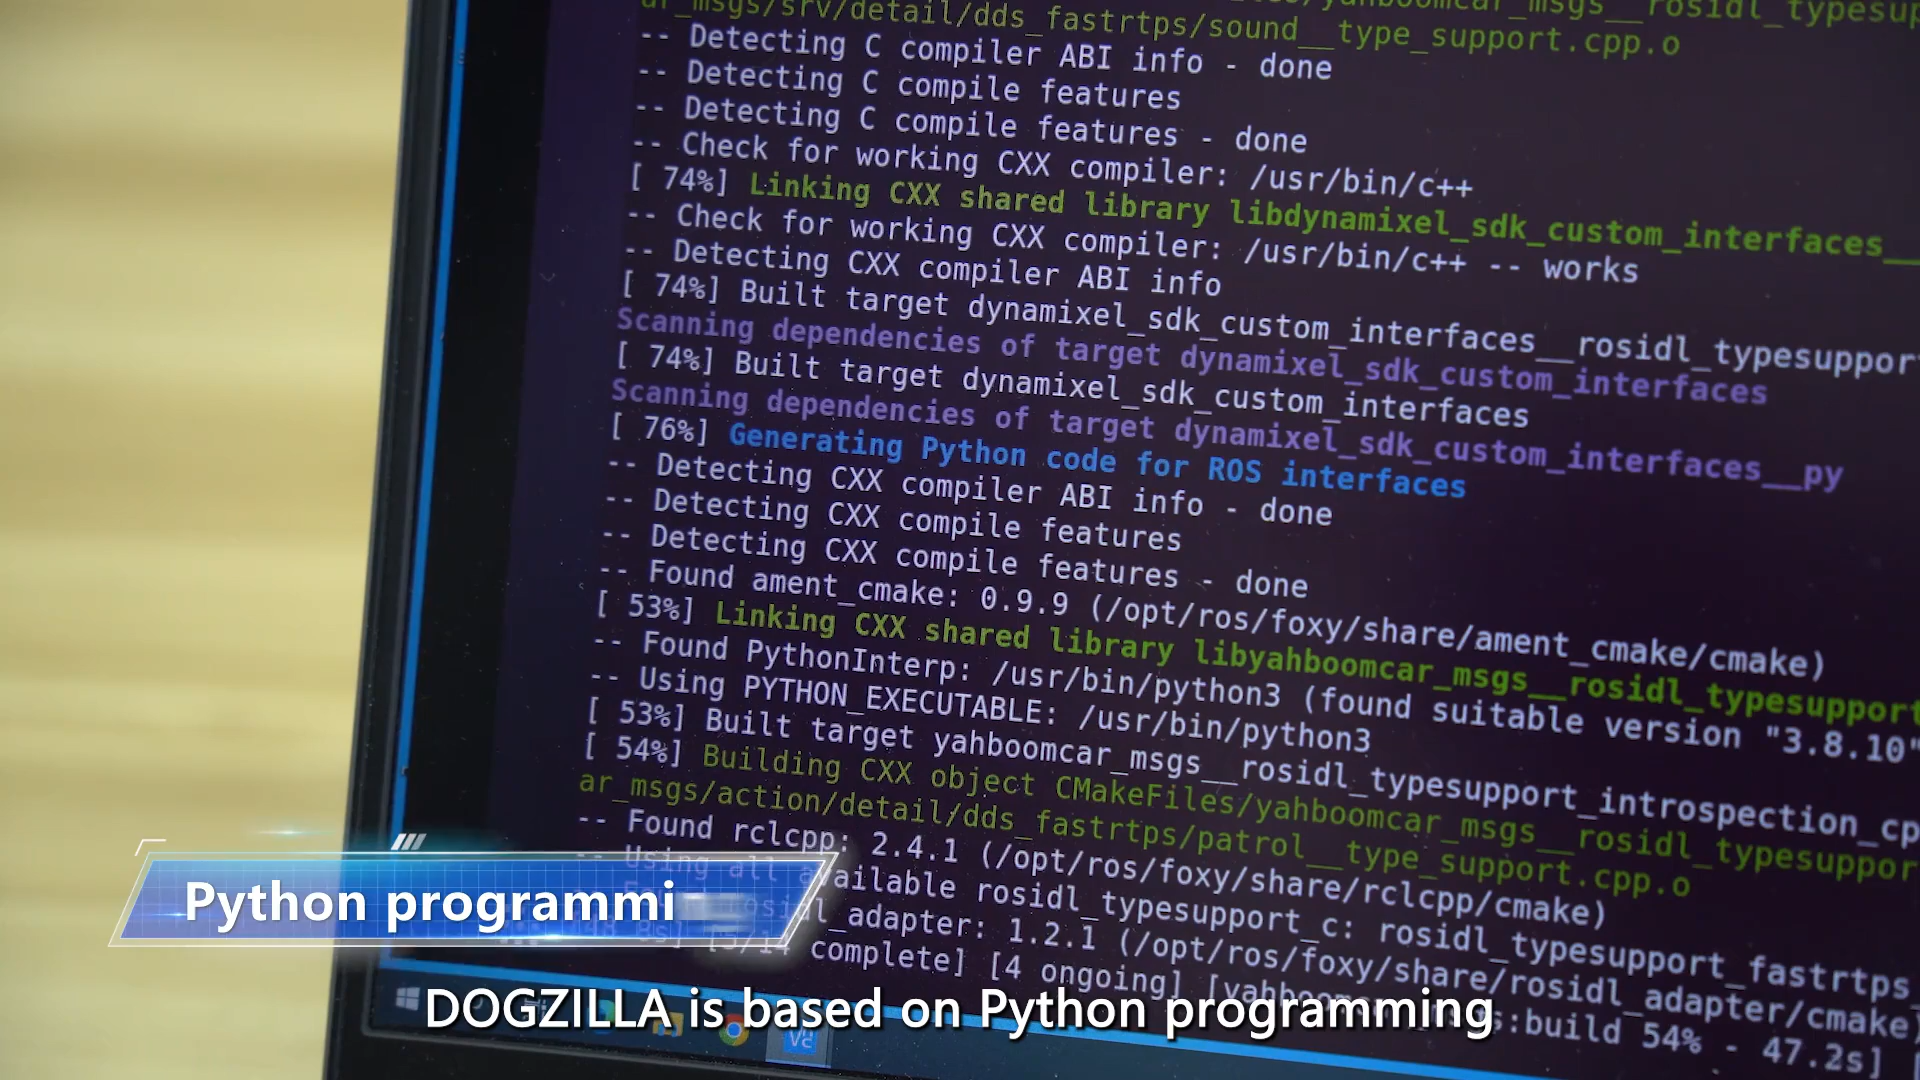 ar_msgs/srv/detail/dds_fastrtps/sound__type_support.cpp.o
-- Detecting C compiler ABI info - done
-- Detecting C compile features
-- Detecting C compile features - done
-- Check for working CXX compiler: /usr/bin/c++
[ 74%] Linking CXX shared library libdynamixel_sdk_custom_interfaces__
-- Check for working CXX compiler: /usr/bin/c++ -- works
-- Detecting CXX compiler ABI info
[ 74%] Built target dynamixel_sdk_custom_interfaces__rosidl_typesuppor
Scanning dependencies of target dynamixel_sdk_custom_interfaces
[ 74%] Built target dynamixel_sdk_custom_interfaces
Scanning dependencies of target dynamixel_sdk_custom_interfaces__py
[ 76%] Generating Python code for ROS interfaces
-- Detecting CXX compiler ABI info - done
-- Detecting CXX compile features
-- Detecting CXX compile features - done
-- Found ament_cmake: 0.9.9 (/opt/ros/foxy/share/ament_cmake/cmake)
[ 53%] Linking CXX shared library libyahboomcar_msgs__rosidl_typesupport
-- Found PythonInterp: /usr/bin/python3 (found suitable version "3.8.10"
-- Using PYTHON_EXECUTABLE: /usr/bin/python3
[ 53%] Built target yahboomcar_msgs__rosidl_typesupport_introspection_cp
[ 54%] Building CXX object CMakeFiles/yahboomcar_msgs__rosidl_typesuppor
ar_msgs/action/detail/dds_fastrtps/patrol__type_support.cpp.o
-- Found rclcpp: 2.4.1 (/opt/ros/foxy/share/rclcpp/cmake)
-- Using all available rosidl_typesupport_c: rosidl_typesupport_fastrtps_
rosidl_adapter: 1.2.1 (/opt/ros/foxy/share/rosidl_adapter/cmake)
[5/14 complete] [4 ongoing] :build 54% - 47.2s] [
Python programmi
DOGZILLA is based on Python programming